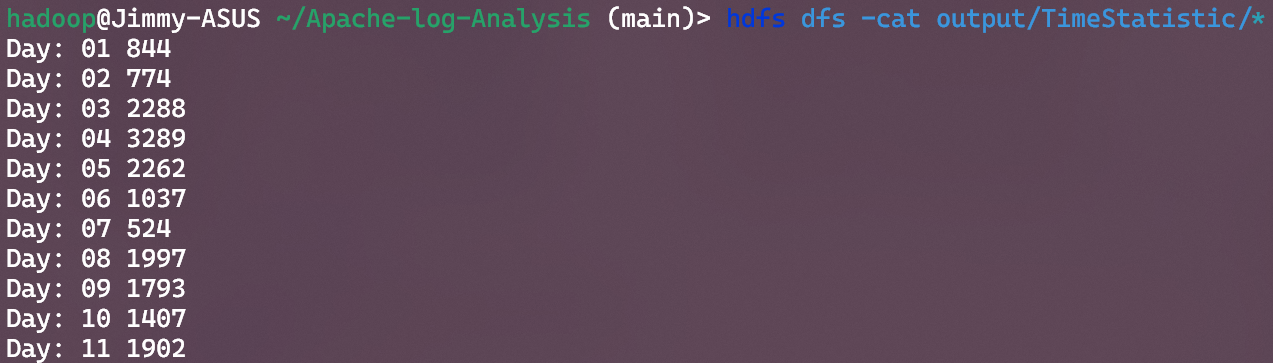 hadoop@Jimmy-ASUS ~/Apache-log-Analysis (main)> hdfs dfs -cat output/TimeStatistic/*
Day: 01 844
Day: 02 774
Day: 03 2288
Day: 04 3289
Day: 05 2262
Day: 06 1037
Day: 07 524
Day: 08 1997
Day: 09 1793
Day: 10 1407
Day: 11 1902